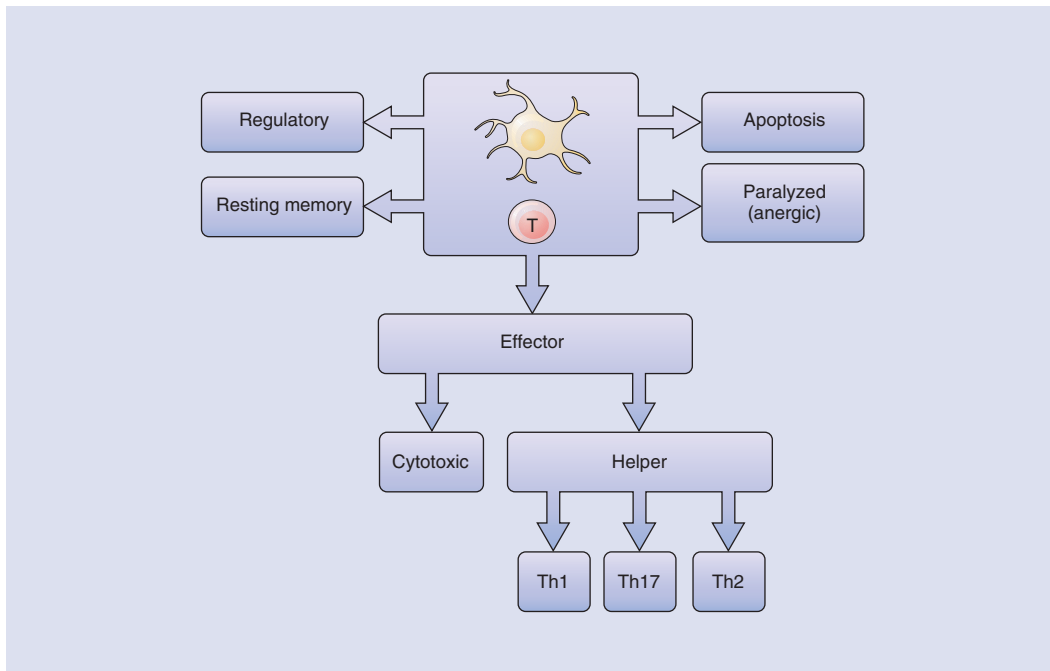 Regulatory
Apoptosis
Resting memory
Paralyzed
(anergic)
T
Effector
Cytotoxic
Helper
Th1
Th17
Th2